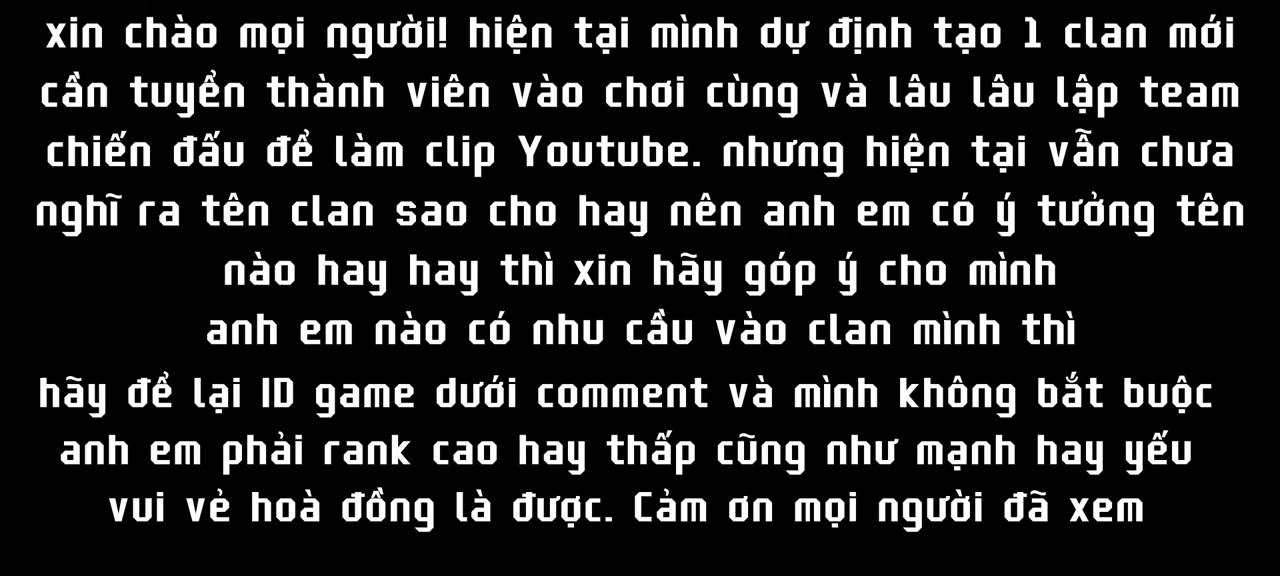 xin chào mọi người! hiện tại mình dự định tạo 1 clan mới
cần tuyển thành viên vào chơi cùng và lâu lâu lập team
chiến đấu để làm clip Youtube. nhưng hiện tại vẫn chưa
nghĩ ra tên clan sao cho hay nên anh em có ý tưởng tên
nào hay hay thì xin hãy góp ý cho mình
anh em nào có nhu cầu vào clan mình thì
hãy để lại ID game dưới comment và mình không bắt buộc
anh em phải rank cao hay thấp cũng như mạnh hay yếu
vui vẻ hoà đồng là được. Cảm ơn mọi người đã xem